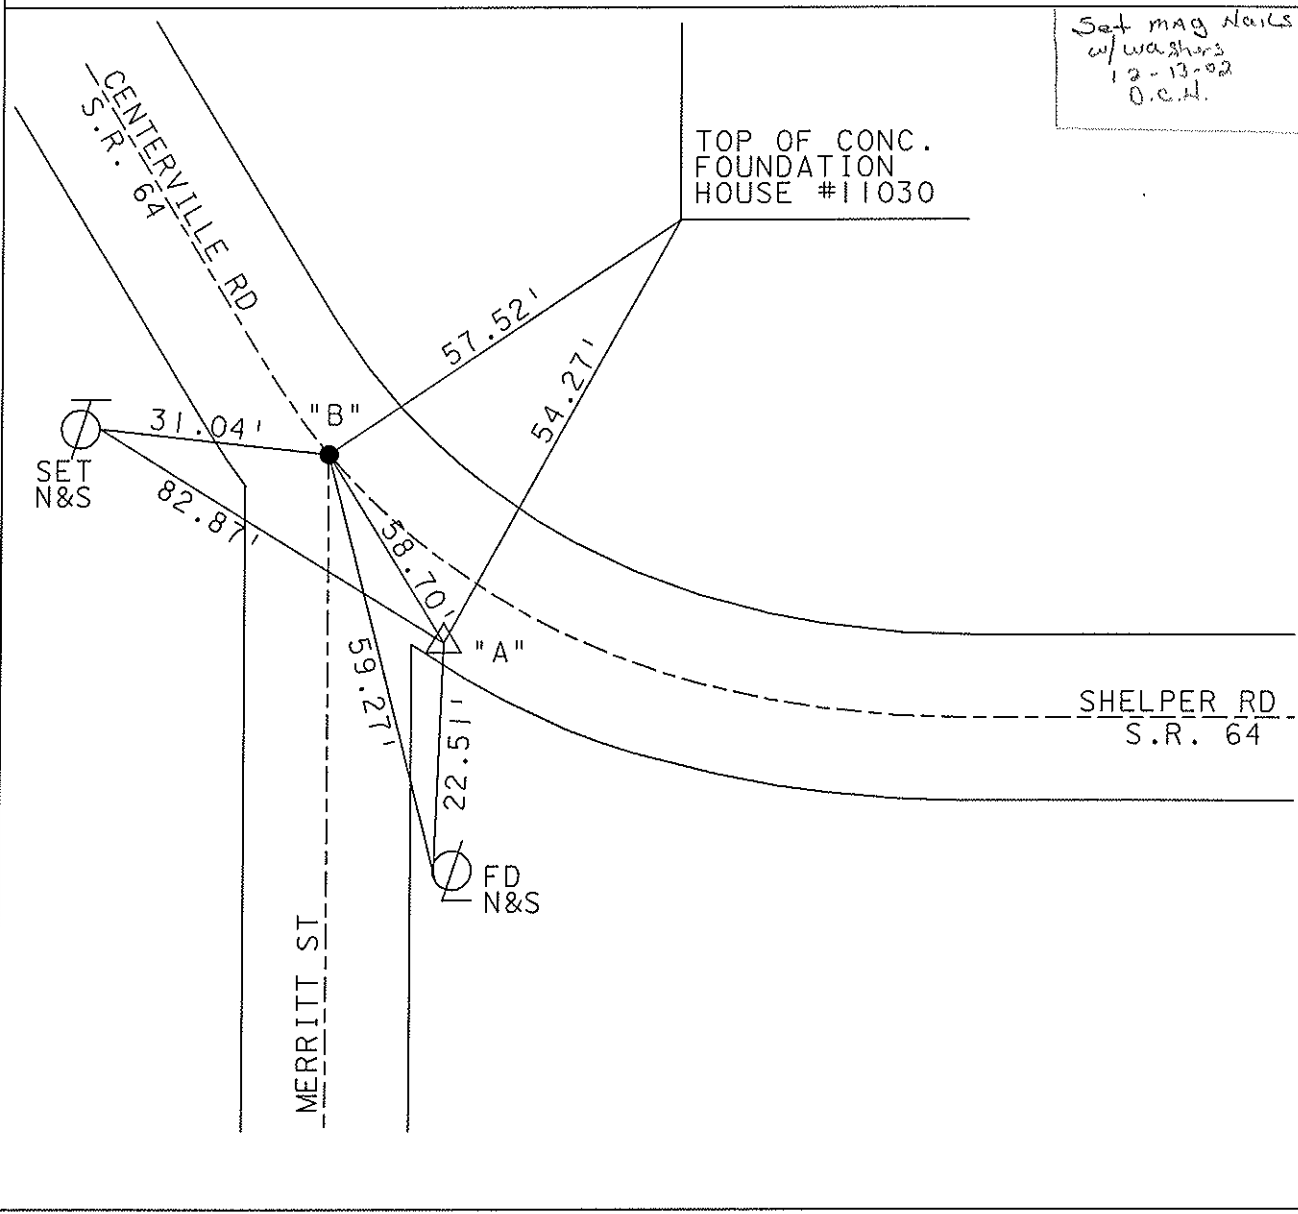 Set mag Nails
w/ washers
12-13-02
D.C.H.
CENTERVILLE RD
S.R. 64
TOP OF CONC.
FOUNDATION
HOUSE #11030
57.52'
54.27'
"B"
31.04'
SET
N&S
82.87'
58.70'
"A"
59.27'
22.51'
SHELPER RD
S.R. 64
FD
N&S
MERRITT ST